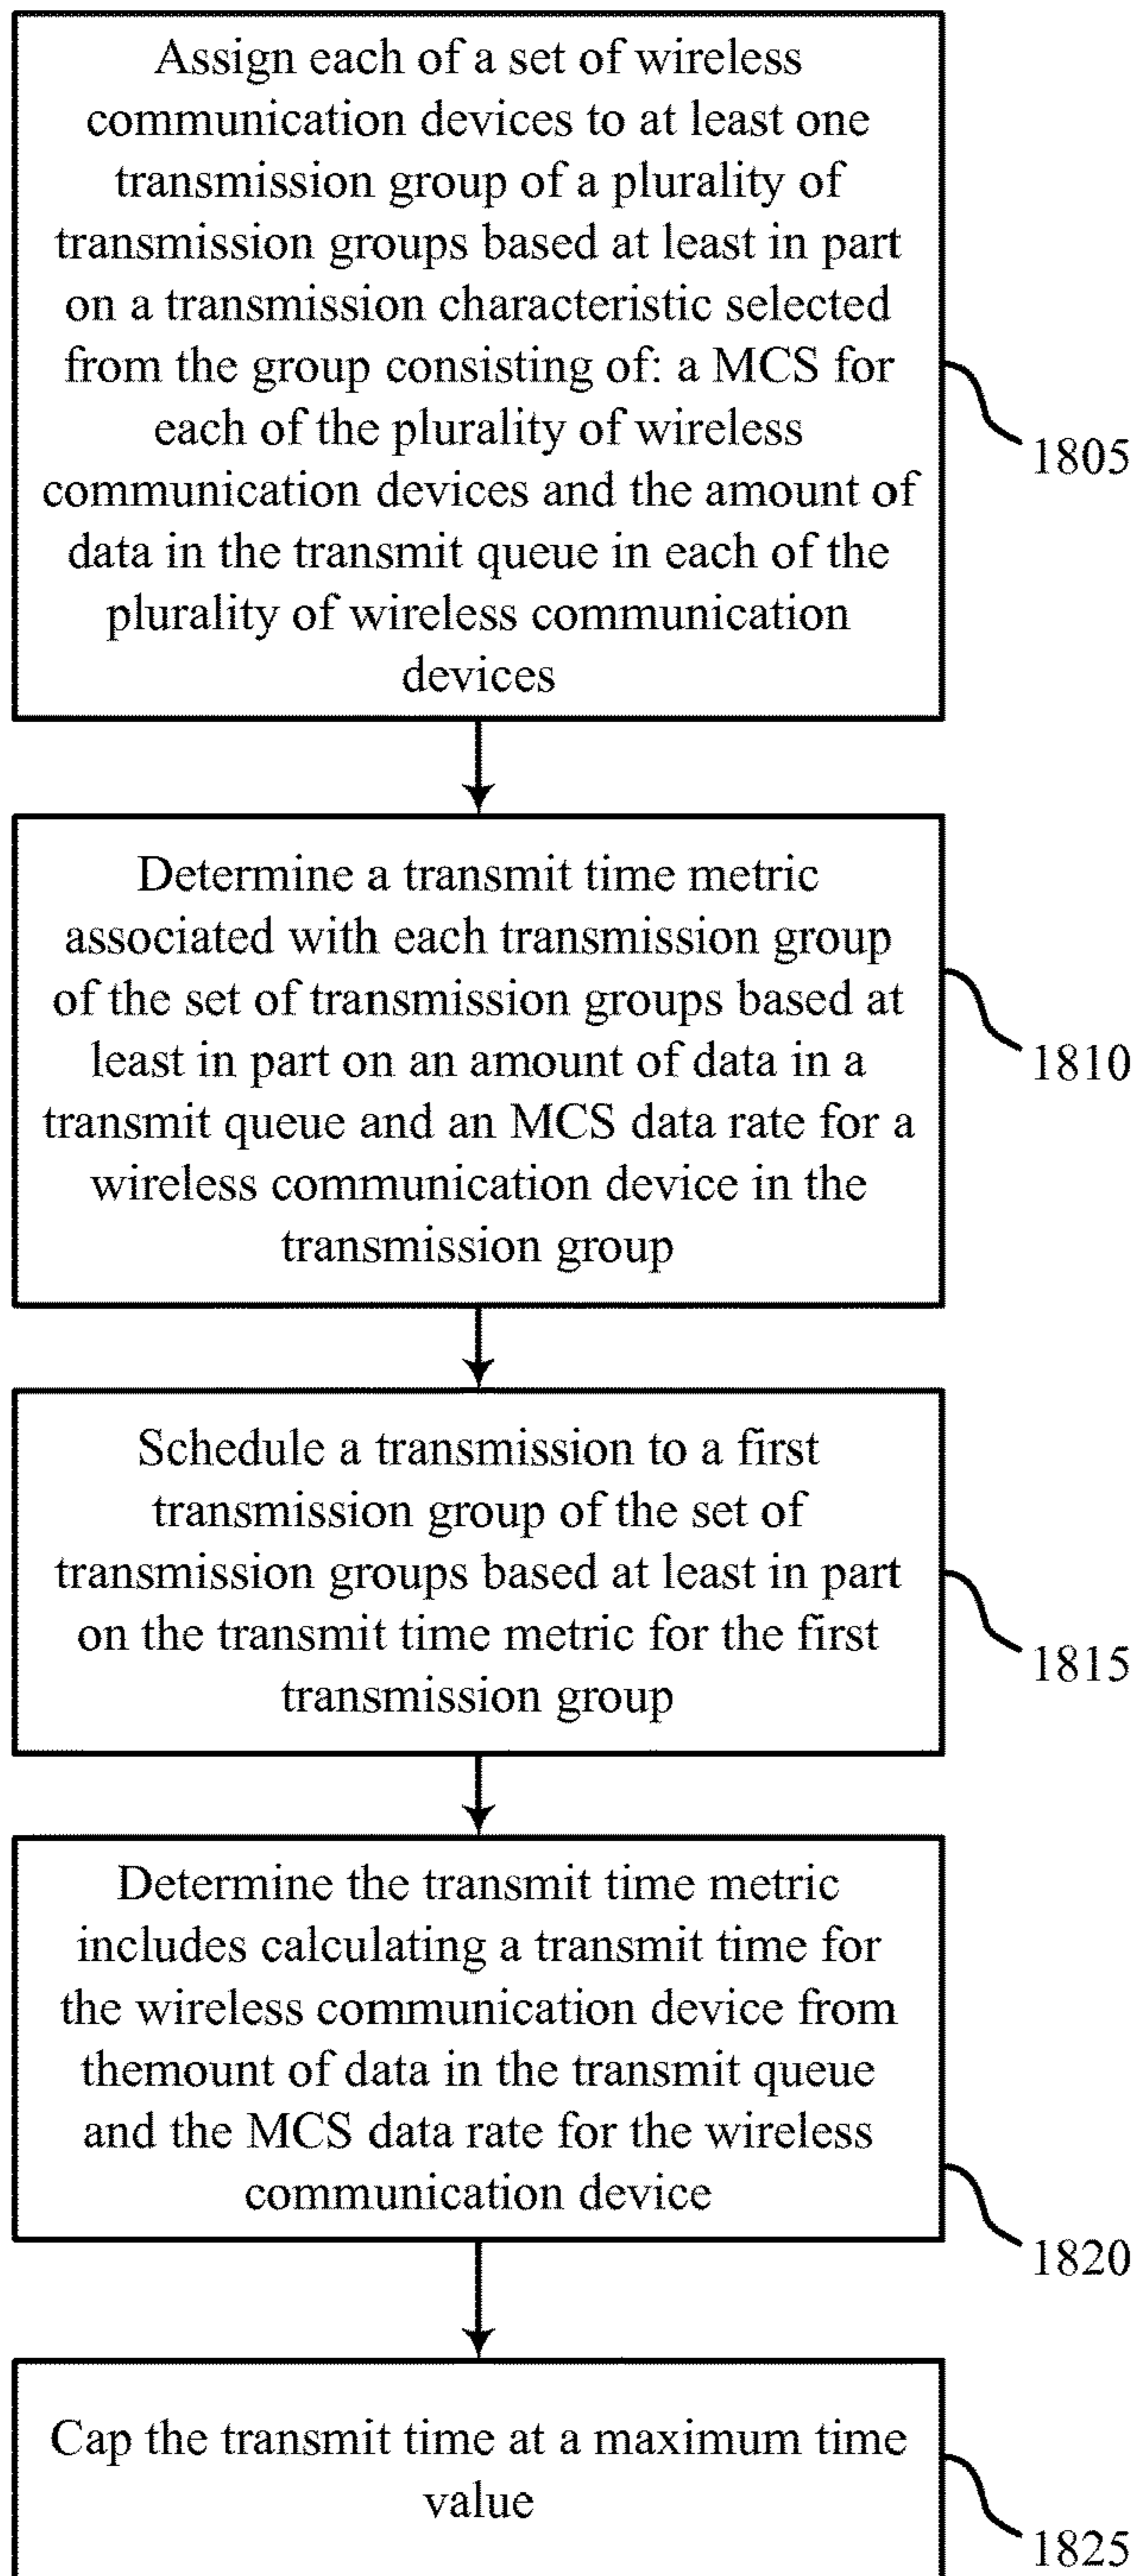 Assign each of a set of wireless
communication devices to at least one
transmission group of a plurality of
transmission groups based at least in part
on a transmission characteristic selected
from the group consisting of: a MCS for
each of the plurality of wireless
communication devices and the amount of
data in the transmit queue in each of the
plurality of wireless communication
devices
1805
Determine a transmit time metric
associated with each transmission group
of the set of transmission groups based at
least in part on an amount of data in a
transmit queue and an MCS data rate for a
wireless communication device in the
transmission group
1810
Schedule a transmission to a first
transmission group of the set of
transmission groups based at least in part
on the transmit time metric for the first
transmission group
1815
Determine the transmit time metric
includes calculating a transmit time for
the wireless communication device from
themount of data in the transmit queue
and the MCS data rate for the wireless
communication device
1820
Cap the transmit time at a maximum time
value
1825